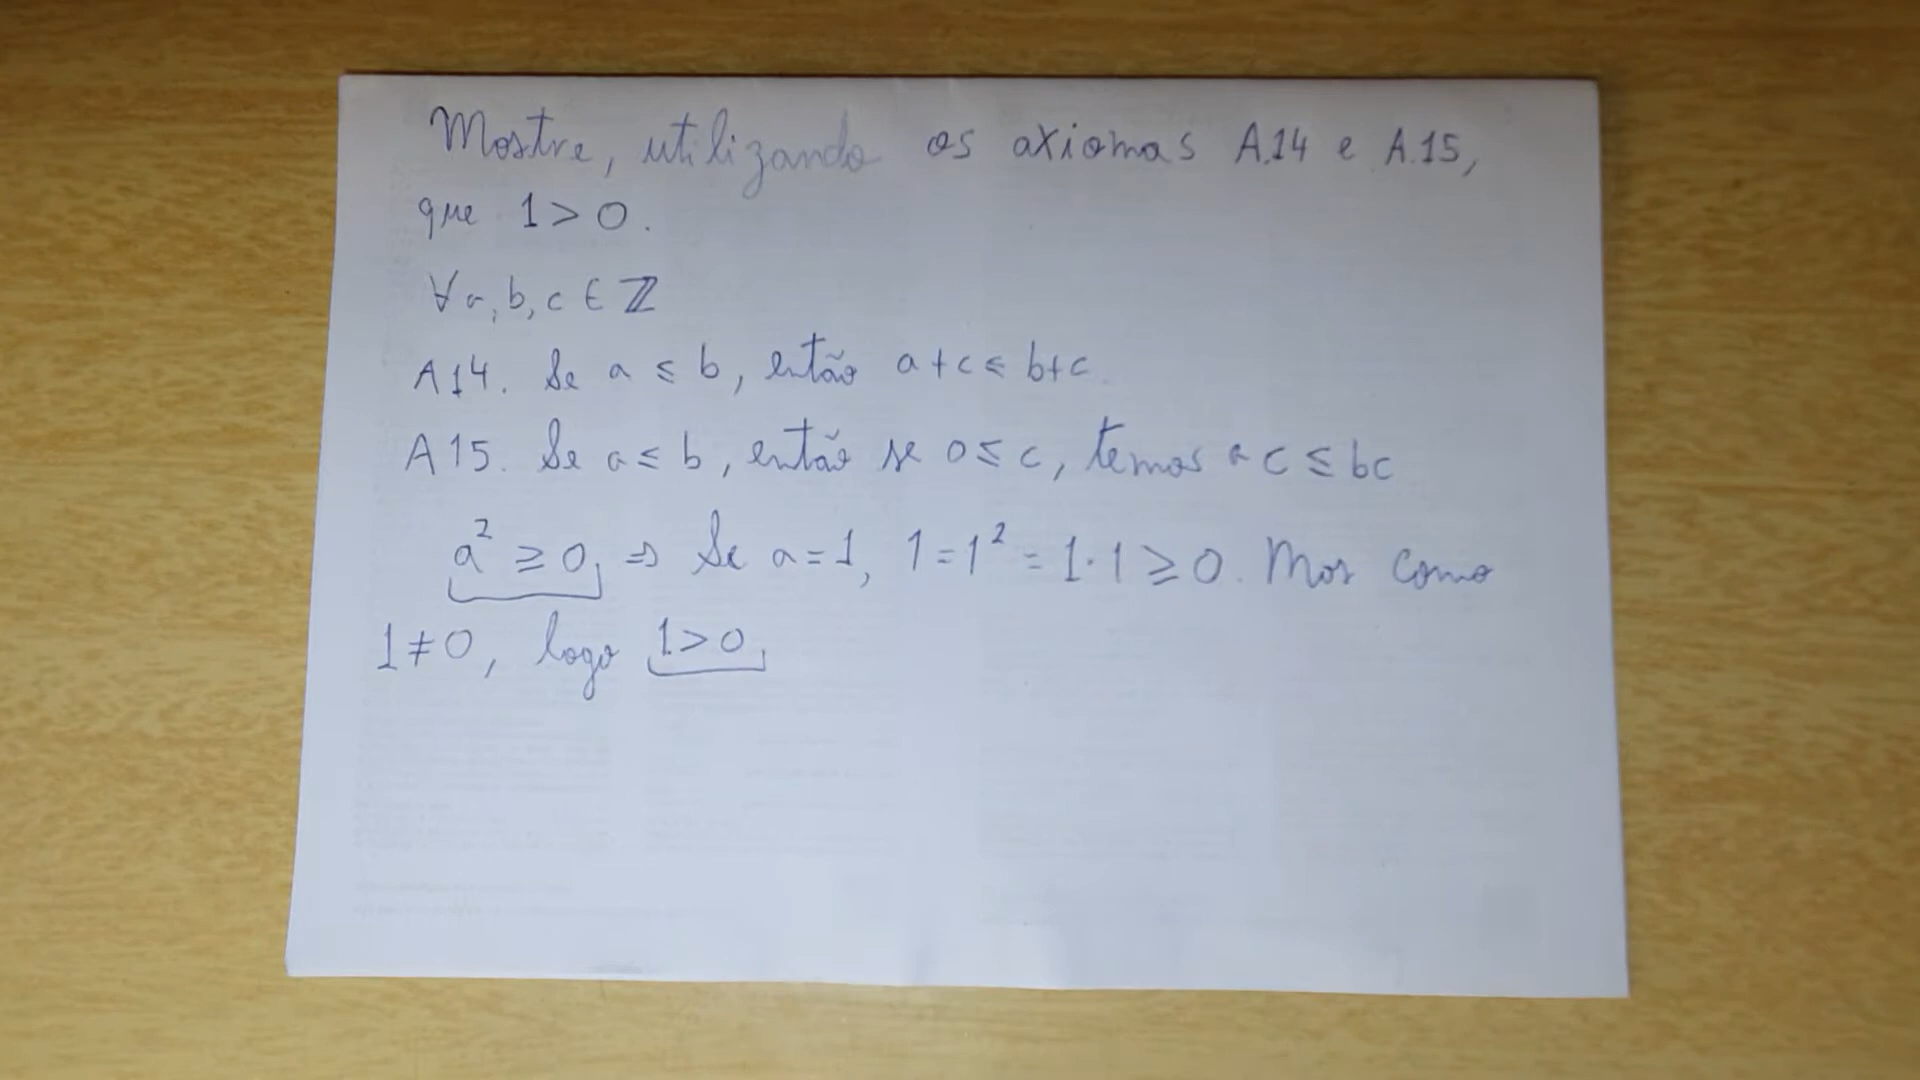 Mostre, utilizando os axiomas A.14 e A.15,
que 1 > 0.
∀ a, b, c ∈ ℤ
A14. Se a ≤ b, então a + c ≤ b + c.
A15. Se a ≤ b, então se 0 ≤ c, temos ac ≤ bc
a² ≥ 0, ⇒ Se a = 1, 1 = 1² = 1·1 ≥ 0. Mas como
1 ≠ 0, logo 1 > 0,